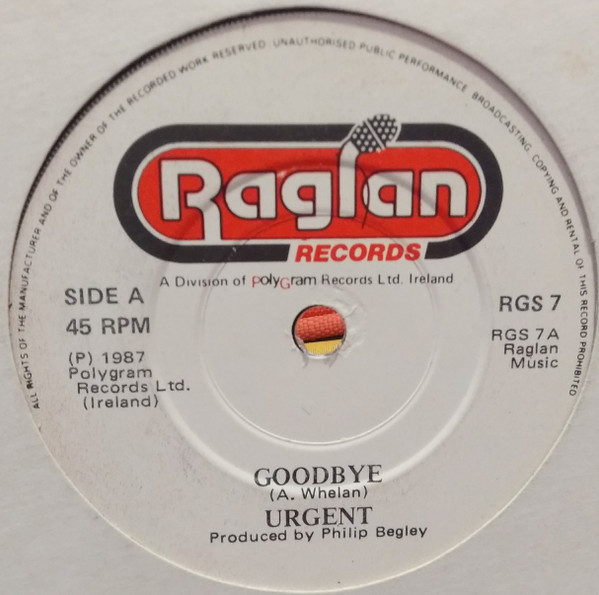 ALL RIGHTS OF THE MANUFACTURER AND OF THE OWNER OF THE RECORDED WORK RESERVED. UNAUTHORISED PUBLIC PERFORMANCE BROADCASTING, COPYING AND RENTAL OF THIS RECORD PROHIBITED
Raglan
RECORDS
A Division of PolyGram Records Ltd. Ireland
SIDE A
45 RPM
(P) 1987
Polygram
Records Ltd.
(Ireland)
RGS 7
RGS 7A
Raglan
Music
GOODBYE
(A. Whelan)
URGENT
Produced by Philip Begley